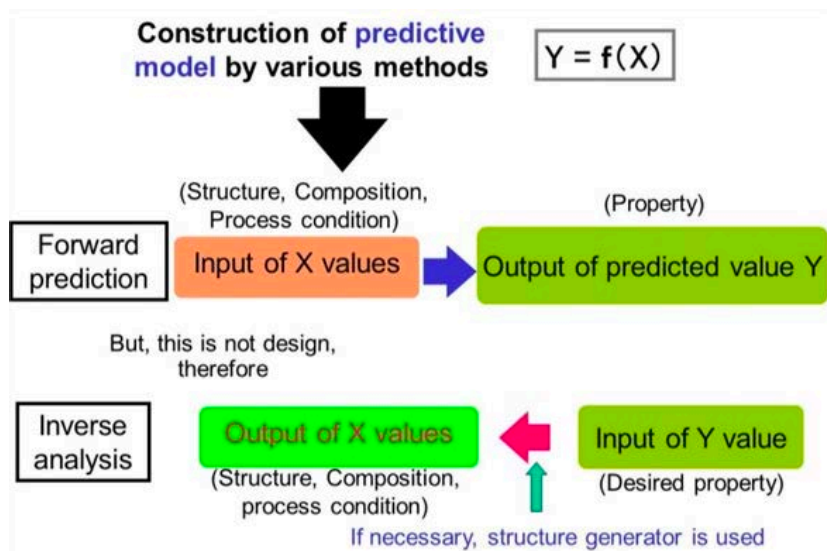 Construction of predictive
model by various methods
Y = f(X)
(Structure, Composition,
Process condition)
(Property)
Forward
prediction
Input of X values
Output of predicted value Y
But, this is not design,
therefore
Inverse
analysis
Output of X values
Input of Y value
(Structure, Composition,
process condition)
(Desired property)
If necessary, structure generator is used